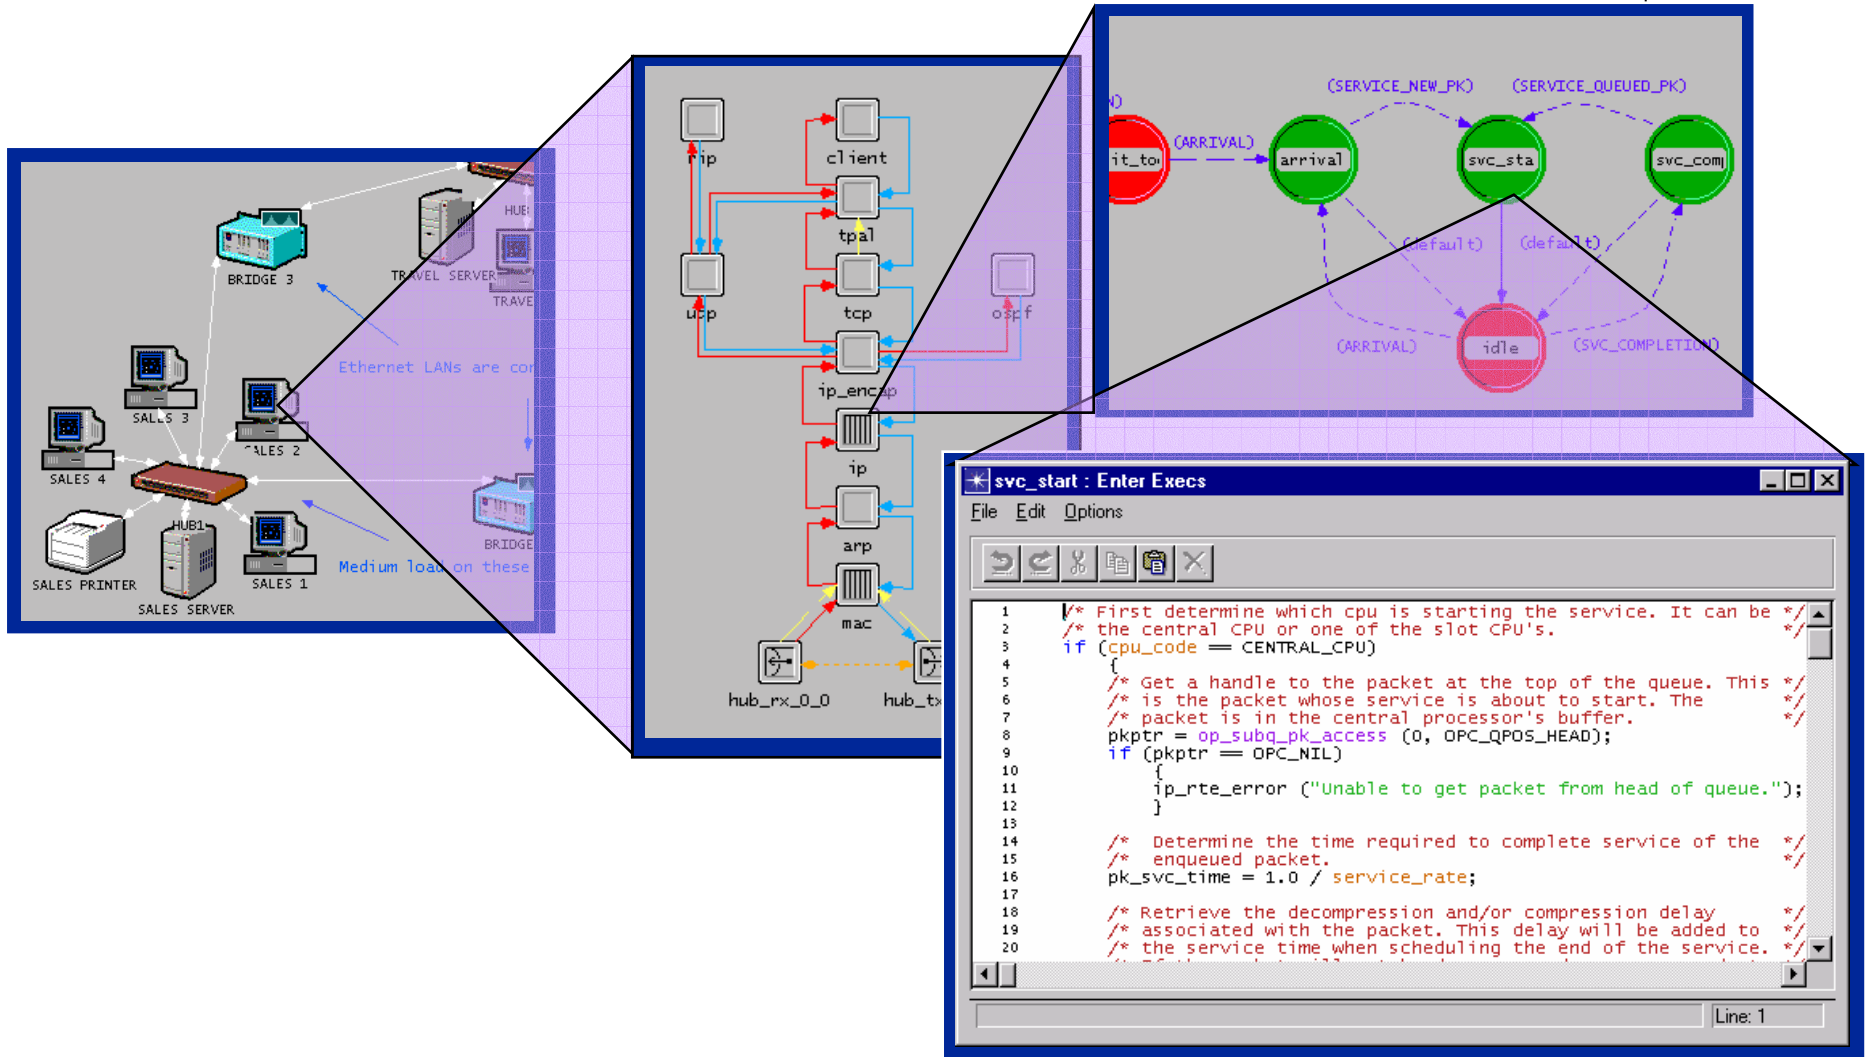 BRIDGE 3
TRAVEL SERVER
HUB
TRAVE
Ethernet LANs are con
SALES 3
SALES 4
SALES 2
HUB1
SALES PRINTER
SALES SERVER
SALES 1
BRIDGE
Medium load on these
rip
client
tpal
udp
tcp
ospf
ip_encap
ip
arp
mac
hub_rx_0_0
hub_tx
(SERVICE_NEW_PK)
(SERVICE_QUEUED_PK)
(ARRIVAL)
arrival
svc_sta
svc_comp
(default)
(default)
(ARRIVAL)
idle
(SVC_COMPLETION)
svc_start : Enter Execs
File Edit Options
1 /* First determine which cpu is starting the service. It can be */
2 /* the central CPU or one of the slot CPU's. */
3 if (cpu_code == CENTRAL_CPU)
4 {
5 /* Get a handle to the packet at the top of the queue. This */
6 /* is the packet whose service is about to start. The */
7 /* packet is in the central processor's buffer. */
8 pkptr = op_subq_pk_access (0, OPC_QPOS_HEAD);
9 if (pkptr == OPC_NIL)
10 {
11 ip_rte_error ("Unable to get packet from head of queue.");
12 }
13
14 /* Determine the time required to complete service of the */
15 /* enqueued packet. */
16 pk_svc_time = 1.0 / service_rate;
17
18 /* Retrieve the decompression and/or compression delay */
19 /* associated with the packet. This delay will be added to */
20 /* the service time when scheduling the end of the service. */
Line: 1